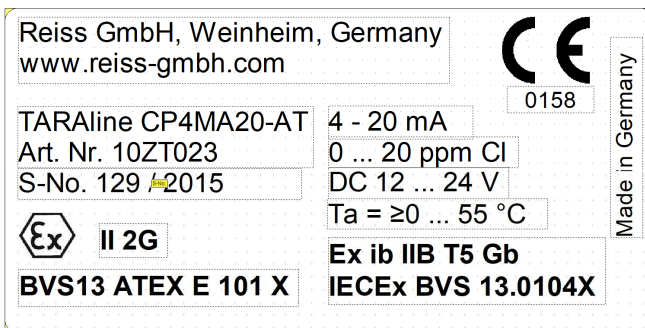 Reiss GmbH, Weinheim, Germany
www.reiss-gmbh.com
CE
0158
Made in Germany
TARAline CP4MA20-AT
Art. Nr. 10ZT023
S-No. 129 / 2015
S-No.
4 - 20 mA
0 ... 20 ppm Cl
DC 12 ... 24 V
Ta = ≥0 ... 55 °C
Ex II 2G
BVS13 ATEX E 101 X
Ex ib IIB T5 Gb
IECEx BVS 13.0104X